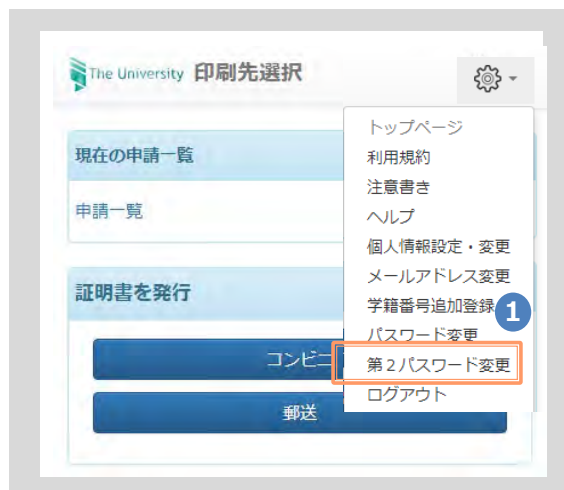 The University 印刷先選択
現在の申請一覧
申請一覧
証明書を発行
コンビニ
郵送
トップページ
利用規約
注意書き
ヘルプ
個人情報設定・変更
メールアドレス変更
学籍番号追加登録
1
パスワード変更
第2パスワード変更
ログアウト